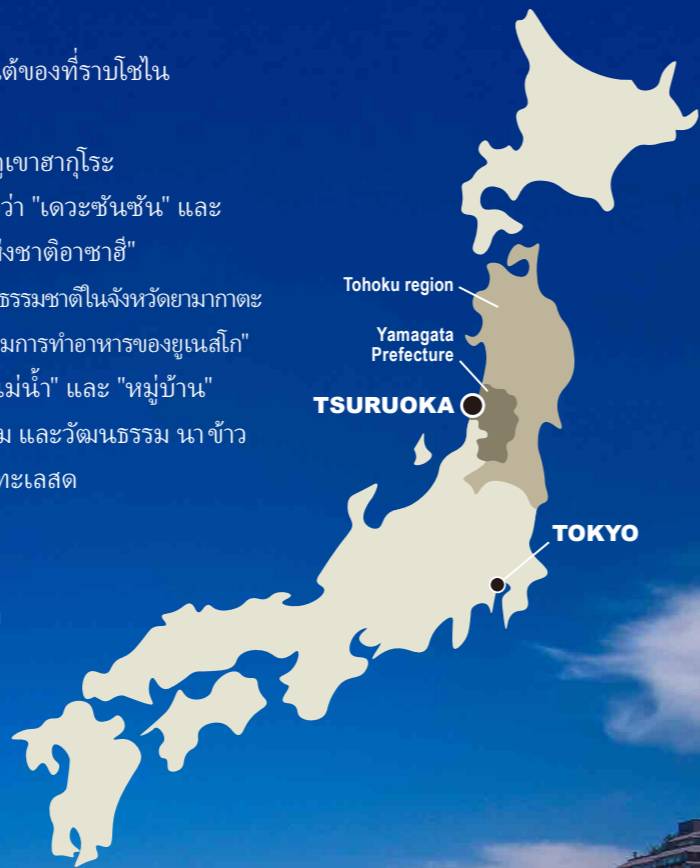 ต้ของที่ราบโชไน
ูเขาฮากุโระ
ว่า "เดวะซันซัน" และ
ห่งชาติอาซาฮี"
ธรรมชาติในจังหวัดยามากาตะ
มการทำอาหารของยูเนสโก"
แม่น้ำ" และ "หมู่บ้าน"
ม และวัฒนธรรม นาข้าว
ทะเลสด
Tohoku region
Yamagata
Prefecture
TSURUOKA
TOKYO